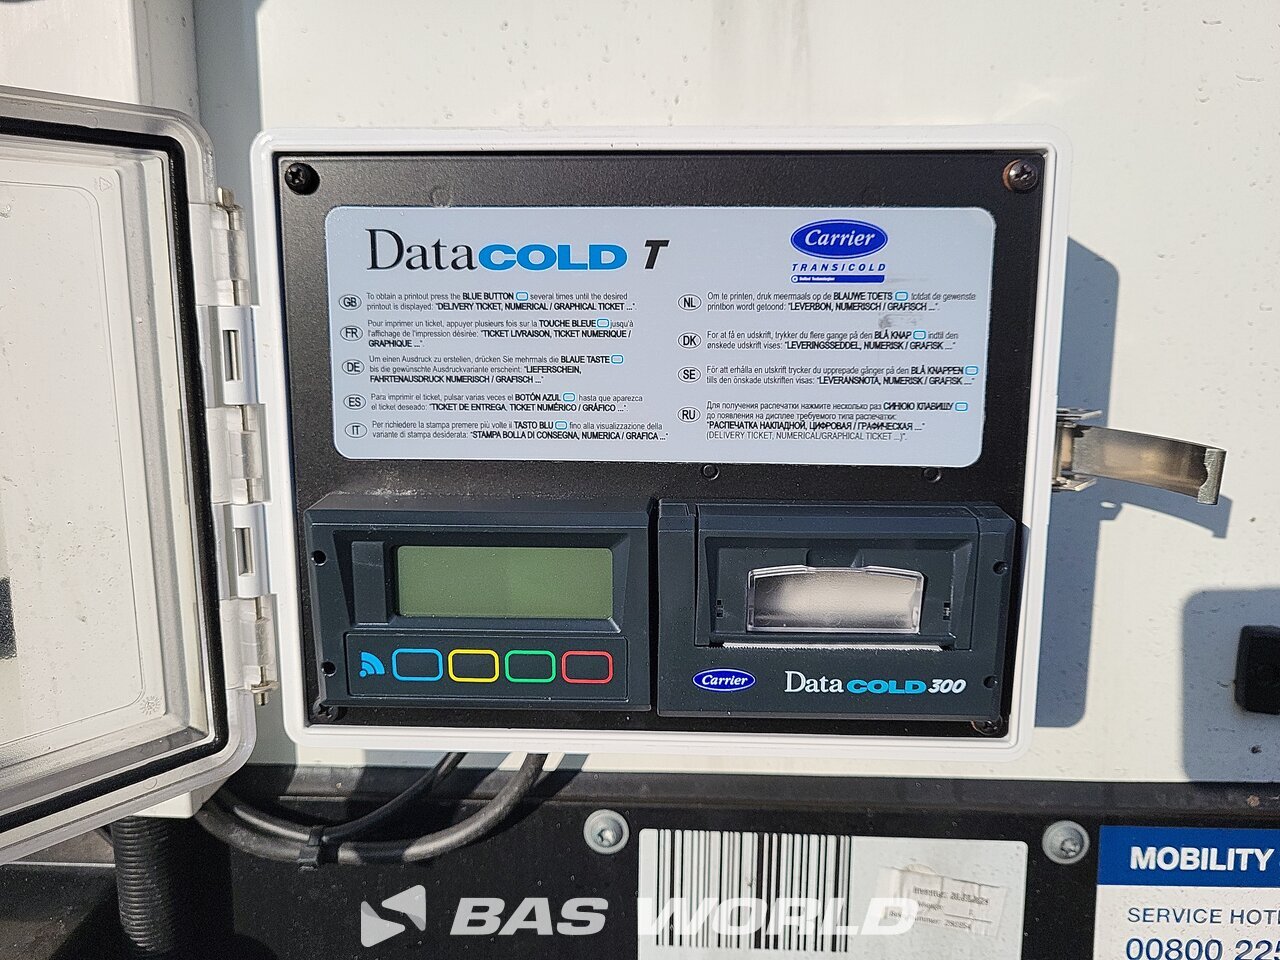 DataCOLD T
Carrier
TRANSICOLD
United Technologies
GB To obtain a printout press the BLUE BUTTON several times until the desired
printout is displayed: "DELIVERY TICKET, NUMERICAL / GRAPHICAL TICKET ...".
FR Pour imprimer un ticket, appuyer plusieurs fois sur la TOUCHE BLEUE jusqu'à
l'affichage de l'impression désirée: "TICKET LIVRAISON, TICKET NUMERIQUE /
GRAPHIQUE ...".
DE Um einen Ausdruck zu erstellen, drücken Sie mehrmals die BLAUE TASTE
bis die gewünschte Ausdruckvariante erscheint: "LIEFERSCHEIN,
FAHRTENAUSDRUCK NUMERISCH / GRAFISCH ..."
ES Para imprimir el ticket, pulsar varias veces el BOTÓN AZUL hasta que aparezca
el ticket deseado: "TICKET DE ENTREGA, TICKET NUMÉRICO / GRÁFICO ...".
IT Per richiedere la stampa premere più volte il TASTO BLU fino alla visualizzazione della
variante di stampa desiderata: "STAMPA BOLLA DI CONSEGNA, NUMERICA / GRAFICA ..."
NL Om te printen, druk meermaals op de BLAUWE TOETS totdat de gewenste
printbon wordt getoond: "LEVERBON, NUMERISCH / GRAFISCH ..."
DK For at få en udskrift, trykker du flere gange på den BLÅ KNAP indtil den
ønskede udskrift vises: "LEVERINGSSEDDEL, NUMERISK / GRAFISK ..."
SE För att erhålla en utskrift trycker du upprepade gånger på den BLÅ KNAPPEN
tills den önskade utskriften visas: "LEVERANSNOTA, NUMERISK / GRAFISK ..."
RU Для получения распечатки нажмите несколько раз СИНЮЮ КЛАВИШУ
до появления на дисплее требуемого типа распечатки:
"РАСПЕЧАТКА НАКЛАДНОЙ, ЦИФРОВАЯ / ГРАФИЧЕСКАЯ ..."
(DELIVERY TICKET, NUMERICAL/GRAPHICAL TICKET ...)".
Carrier
DataCOLD 300
MOBILITY
SERVICE HOT
00800 225
BAS WORLD